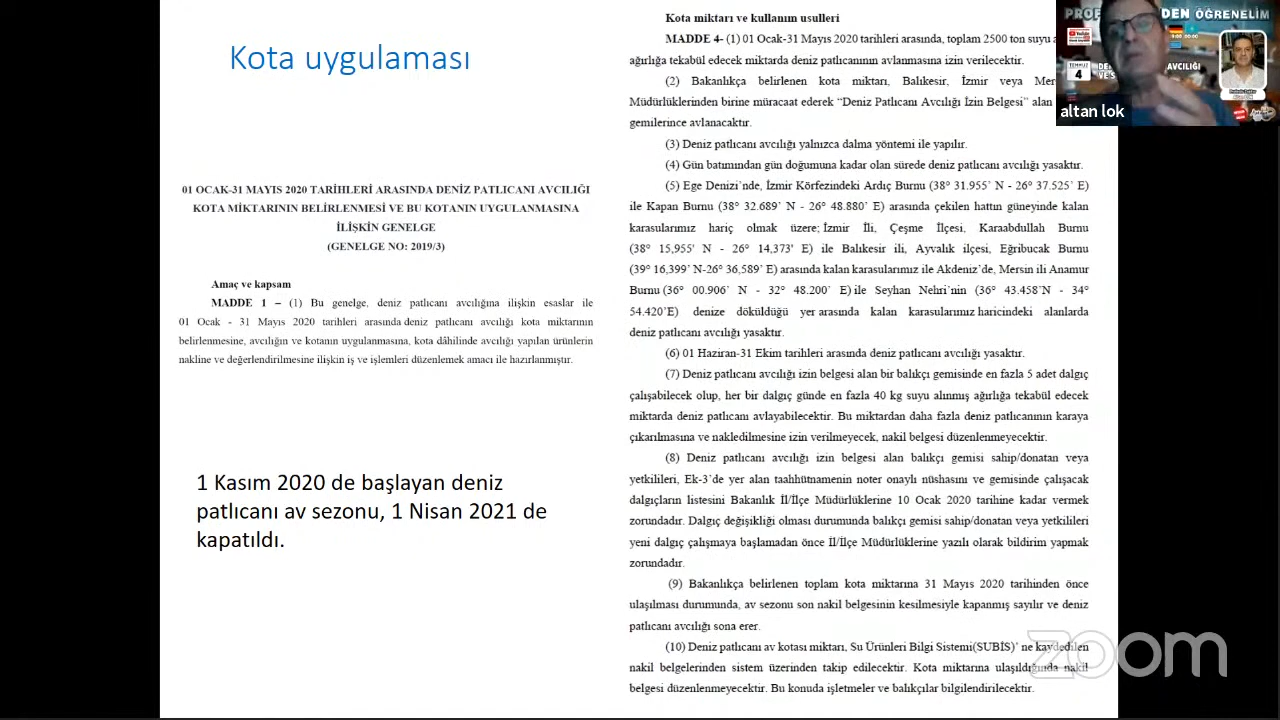 Kota uygulaması
01 OCAK-31 MAYIS 2020 TARİHLERİ ARASINDA DENİZ PATLICANI AVCILIĞI
KOTA MİKTARININ BELİRLENMESİ VE BU KOTANIN UYGULANMASINA
İLİŞKİN GENELGE
(GENELGE NO: 2019/3)
Amaç ve kapsam
MADDE 1 – (1) Bu genelge, deniz patlıcanı avcılığına ilişkin esaslar ile
01 Ocak - 31 Mayıs 2020 tarihleri arasında deniz patlıcanı avcılığı kota miktarının
belirlenmesine, avcılığın ve kotanın uygulanmasına, kota dâhilinde avcılığı yapılan ürünlerin
nakline ve değerlendirilmesine ilişkin iş ve işlemleri düzenlemek amacı ile hazırlanmıştır.
1 Kasım 2020 de başlayan deniz
patlıcanı av sezonu, 1 Nisan 2021 de
kapatıldı.
Kota miktarı ve kullanım usulleri
MADDE 4- (1) 01 Ocak-31 Mayıs 2020 tarihleri arasında, toplam 2500 ton suyu
ağırlığa tekabül edecek miktarda deniz patlıcanının avlanmasına izin verilecektir.
(2) Bakanlıkça belirlenen kota miktarı, Balıkesir, İzmir veya Mer
Müdürlüklerinden birine müracaat ederek “Deniz Patlıcanı Avcılığı İzin Belgesi” alan
gemilerince avlanacaktır.
(3) Deniz patlıcanı avcılığı yalnızca dalma yöntemi ile yapılır.
(4) Gün batımından gün doğumuna kadar olan sürede deniz patlıcanı avcılığı yasaktır.
(5) Ege Denizi’nde, İzmir Körfezindeki Ardıç Burnu (38° 31.955’ N - 26° 37.525’ E)
ile Kapan Burnu (38° 32.689’ N - 26° 48.880’ E) arasında çekilen hattın güneyinde kalan
karasularımız hariç olmak üzere; İzmir İli, Çeşme İlçesi, Karaabdullah Burnu
(38° 15,955' N - 26° 14,373' E) ile Balıkesir ili, Ayvalık ilçesi, Eğribucak Burnu
(39° 16,399’ N-26° 36,589’ E) arasında kalan karasularımız ile Akdeniz’de, Mersin ili Anamur
Burnu (36° 00.906’ N - 32° 48.200’ E) ile Seyhan Nehri’nin (36° 43.458’N - 34°
54.420’E) denize döküldüğü yer arasında kalan karasularımız haricindeki alanlarda
deniz patlıcanı avcılığı yasaktır.
(6) 01 Haziran-31 Ekim tarihleri arasında deniz patlıcanı avcılığı yasaktır.
(7) Deniz patlıcanı avcılığı izin belgesi alan bir balıkçı gemisinde en fazla 5 adet dalgıç
çalışabilecek olup, her bir dalgıç günde en fazla 40 kg suyu alınmış ağırlığa tekabül edecek
miktarda deniz patlıcanı avlayabilecektir. Bu miktardan daha fazla deniz patlıcanının karaya
çıkarılmasına ve nakledilmesine izin verilmeyecek, nakil belgesi düzenlenmeyecektir.
(8) Deniz patlıcanı avcılığı izin belgesi alan balıkçı gemisi sahip/donatan veya
yetkilileri, Ek-3’de yer alan taahhütnamenin noter onaylı nüshasını ve gemisinde çalışacak
dalgıçların listesini Bakanlık İl/İlçe Müdürlüklerine 10 Ocak 2020 tarihine kadar vermek
zorundadır. Dalgıç değişikliği olması durumunda balıkçı gemisi sahip/donatan veya yetkilileri
yeni dalgıç çalışmaya başlamadan önce İl/İlçe Müdürlüklerine yazılı olarak bildirim yapmak
zorundadır.
(9) Bakanlıkça belirlenen toplam kota miktarına 31 Mayıs 2020 tarihinden önce
ulaşılması durumunda, av sezonu son nakil belgesinin kesilmesiyle kapanmış sayılır ve deniz
patlıcanı avcılığı sona erer.
(10) Deniz patlıcanı av kotası miktarı, Su Ürünleri Bilgi Sistemi(SUBİS)’ ne kaydedilen
nakil belgelerinden sistem üzerinden takip edilecektir. Kota miktarına ulaşıldığında nakil
belgesi düzenlenmeyecektir. Bu konuda işletmeler ve balıkçılar bilgilendirilecektir.
PROF DEN ÖĞRENELİM
TEMMUZ
4
AVCILIĞI
altan lok
zoom